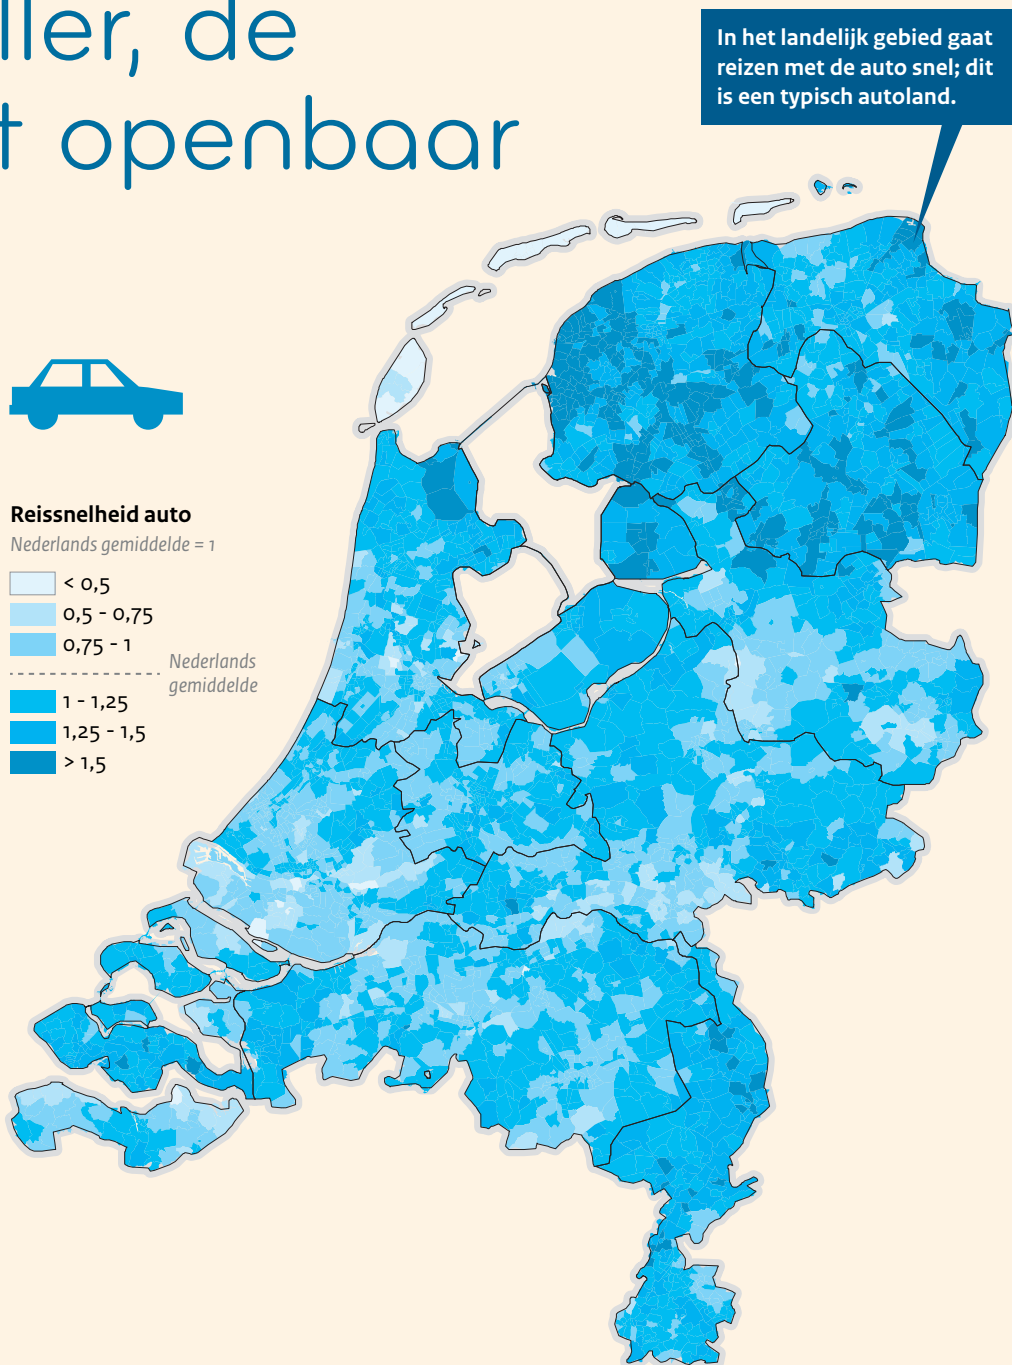 ller, de
t openbaar
In het landelijk gebied gaat
reizen met de auto snel; dit
is een typisch autoland.
Reissnelheid auto
Nederlands gemiddelde = 1
< 0,5
0,5 - 0,75
0,75 - 1
Nederlands
gemiddelde
1 - 1,25
1,25 - 1,5
> 1,5